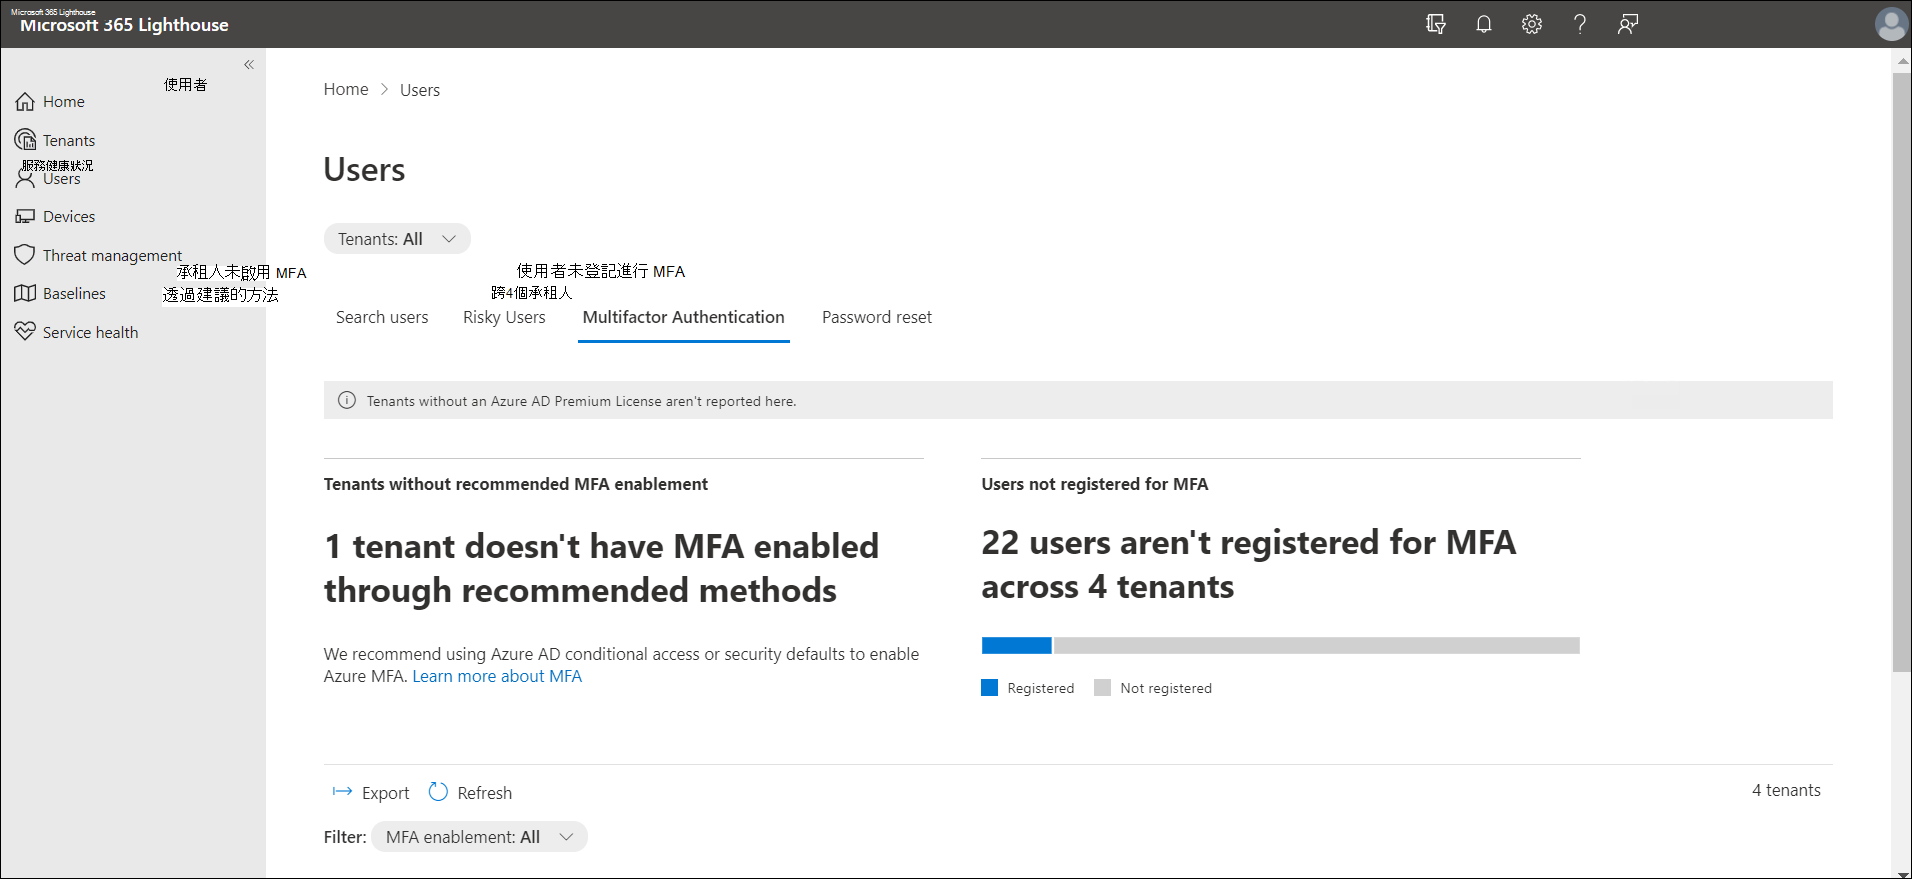 Microsoft 365 Lighthouse
Microsoft 365 Lighthouse
使用者
Home
Tenants
服務健康狀況
Users
Devices
Threat management
承租人未啟用 MFA
Baselines
透過建議的方法
Service health
Home > Users
Users
Tenants: All
使用者未登記進行 MFA
跨4個承租人
Search users Risky Users Multifactor Authentication Password reset
Tenants without an Azure AD Premium License aren't reported here.
Tenants without recommended MFA enablement
1 tenant doesn't have MFA enabled
through recommended methods
We recommend using Azure AD conditional access or security defaults to enable
Azure MFA. Learn more about MFA
Users not registered for MFA
22 users aren't registered for MFA
across 4 tenants
Registered Not registered
Export Refresh 4 tenants
Filter: MFA enablement: All